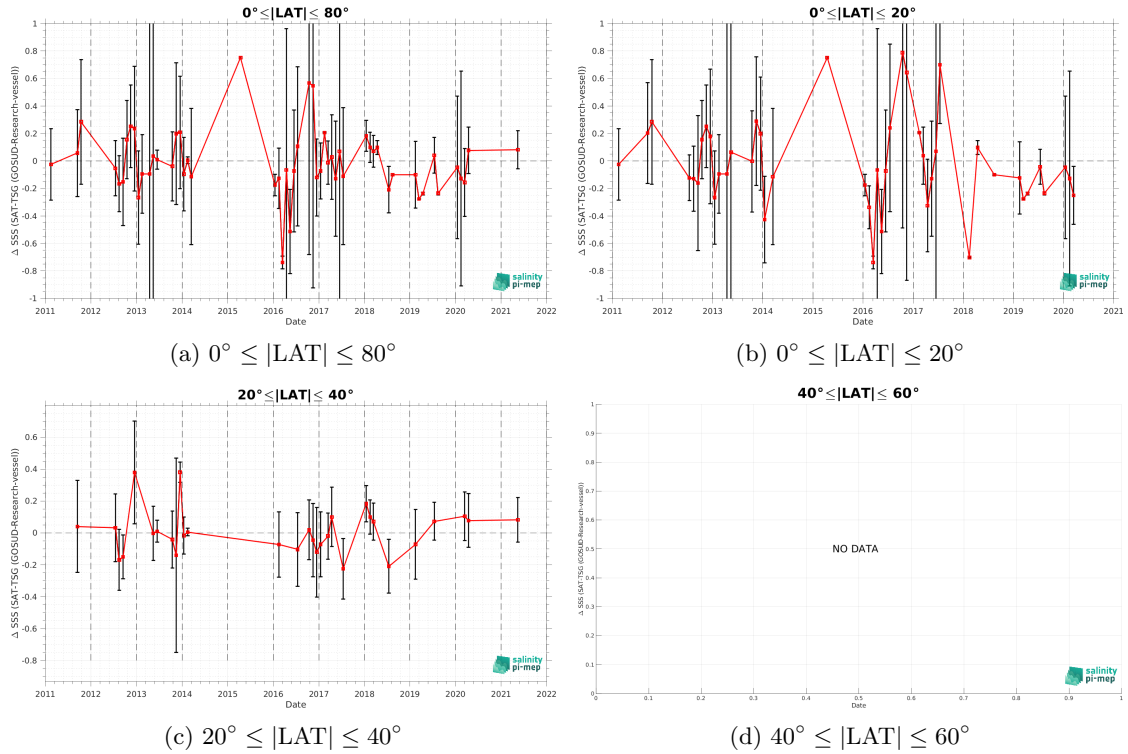 0°≤|LAT|≤ 80°
Δ SSS (SAT-TSG (GOSUD-Research-vessel))
1
0.8
0.6
0.4
0.2
0
-0.2
-0.4
-0.6
-0.8
-1
2011 2012 2013 2014 2015 2016 2017 2018 2019 2020 2021 2022
Date
salinity
pi-mep
(a) 0° ≤ |LAT| ≤ 80°
0°≤|LAT|≤ 20°
Δ SSS (SAT-TSG (GOSUD-Research-vessel))
1
0.8
0.6
0.4
0.2
0
-0.2
-0.4
-0.6
-0.8
-1
2011 2012 2013 2014 2015 2016 2017 2018 2019 2020 2021
Date
salinity
pi-mep
(b) 0° ≤ |LAT| ≤ 20°
20°≤|LAT|≤ 40°
Δ SSS (SAT-TSG (GOSUD-Research-vessel))
0.6
0.4
0.2
0
-0.2
-0.4
-0.6
-0.8
2011 2012 2013 2014 2015 2016 2017 2018 2019 2020 2021 2022
Date
salinity
pi-mep
(c) 20° ≤ |LAT| ≤ 40°
40°≤|LAT|≤ 60°
Δ SSS (SAT-TSG (GOSUD-Research-vessel))
1
0.9
0.8
0.7
0.6
0.5
0.4
0.3
0.2
0.1
0
NO DATA
0 0.1 0.2 0.3 0.4 0.5 0.6 0.7 0.8 0.9 1
Date
salinity
pi-mep
(d) 40° ≤ |LAT| ≤ 60°